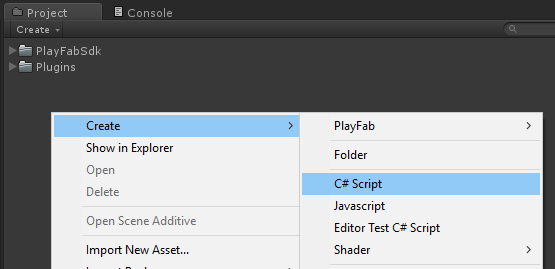 Project Console
Create
PlayFabSdk
Plugins
Create
Show in Explorer
Open
Delete
Open Scene Additive
Import New Asset...
PlayFab
Folder
C# Script
Javascript
Editor Test C# Script
Shader